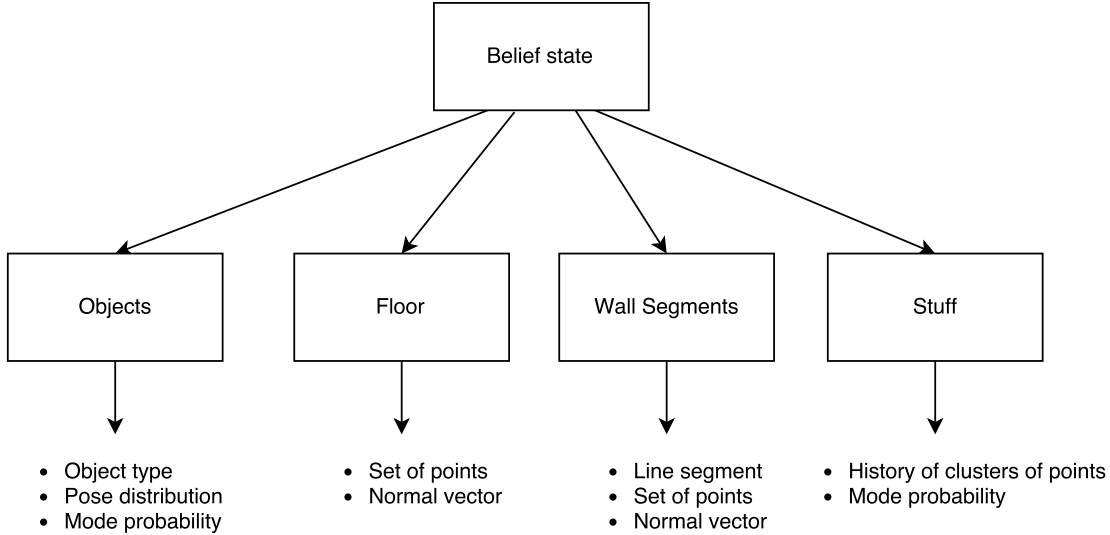 Belief state
Objects
Floor
Wall Segments
Stuff
• Object type
• Pose distribution
• Mode probability
• Set of points
• Normal vector
• Line segment
• Set of points
• Normal vector
• History of clusters of points
• Mode probability